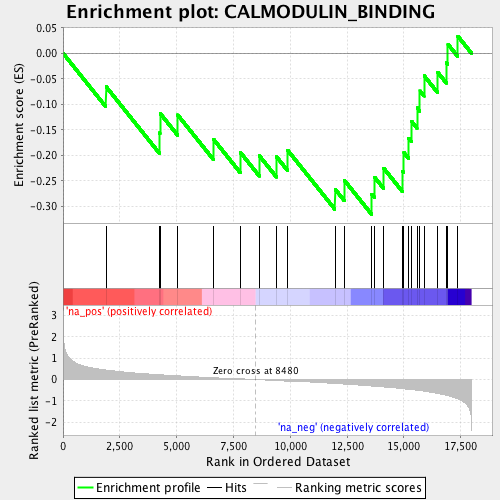 Enrichment plot: CALMODULIN_BINDING
Enrichment score (ES)
0.05
0.00
-0.05
-0.10
-0.15
-0.20
-0.25
-0.30
'na_pos' (positively correlated)
Ranked list metric (PreRanked)
3
2
1
0
-1
-2
Zero cross at 8480
'na_neg' (negatively correlated)
0
2,500
5,000
7,500
10,000
12,500
15,000
17,500
Rank in Ordered Dataset
Enrichment profile
Hits
Ranking metric scores